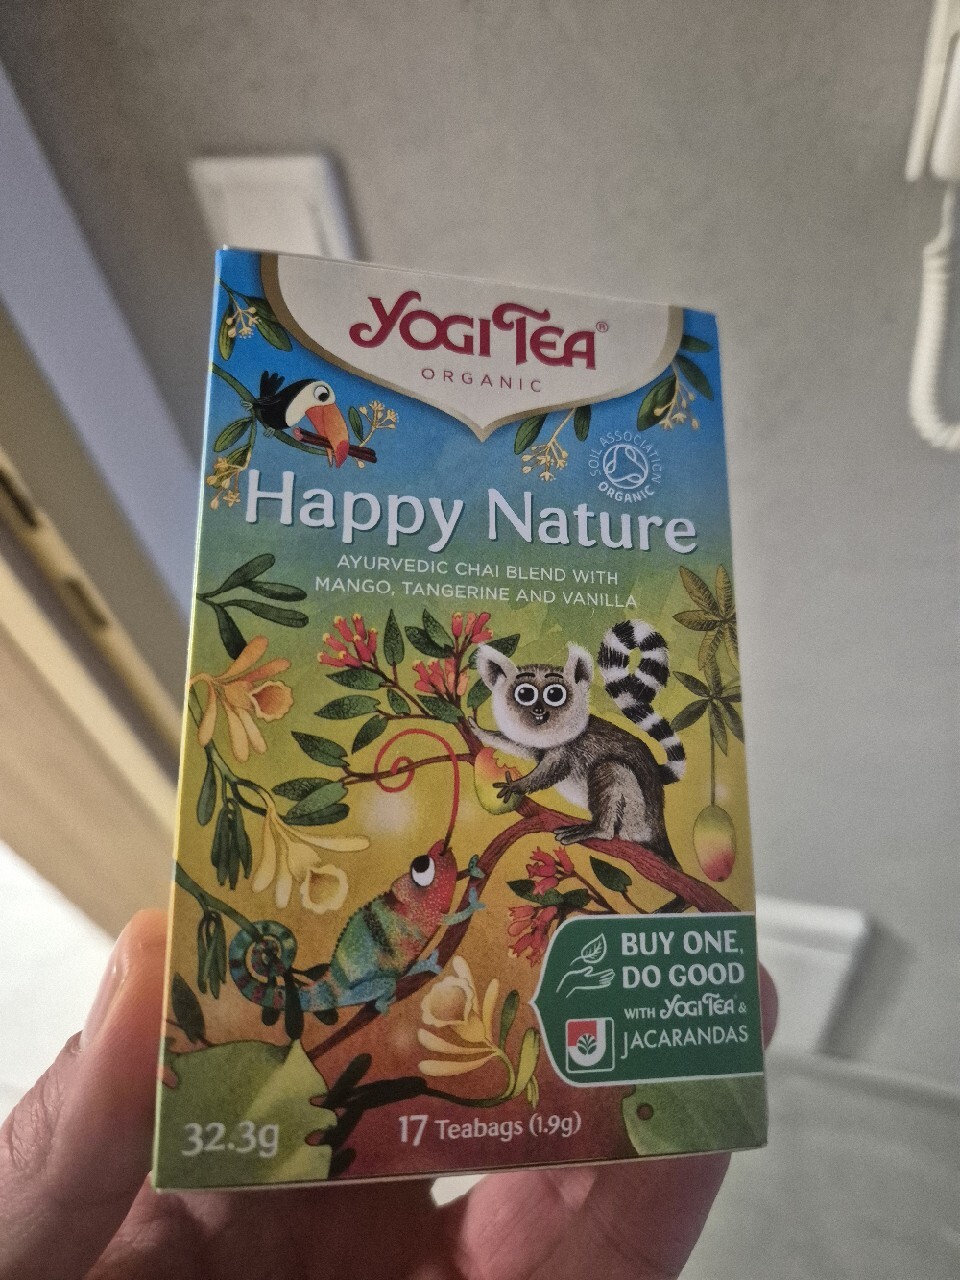 YOGI TEA®
ORGANIC
SOIL ASSOCIATION
ORGANIC
Happy Nature
AYURVEDIC CHAI BLEND WITH
MANGO, TANGERINE AND VANILLA
BUY ONE,
DO GOOD
WITH YOGI TEA® &
JACARANDAS
32.3g
17 Teabags (1.9g)